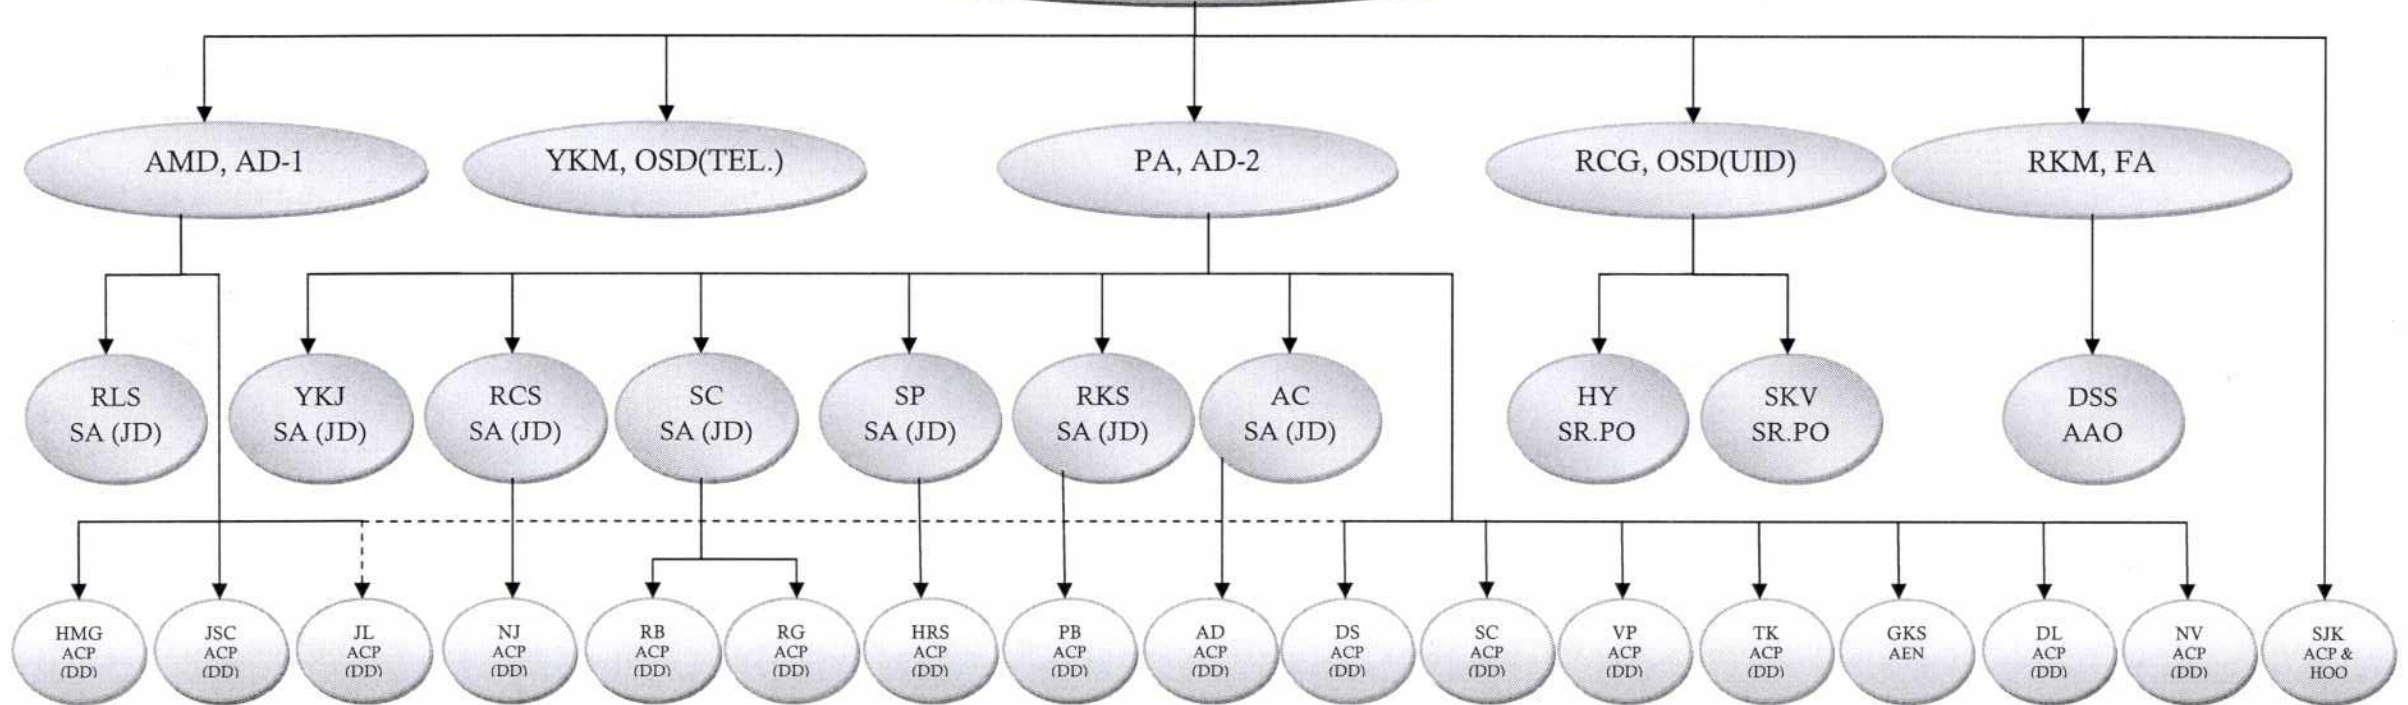 AMD, AD-1
YKM, OSD(TEL.)
PA, AD-2
RCG, OSD(UID)
RKM, FA
RLS
SA (JD)
YKJ
SA (JD)
RCS
SA (JD)
SC
SA (JD)
SP
SA (JD)
RKS
SA (JD)
AC
SA (JD)
HY
SR.PO
SKV
SR.PO
DSS
AAO
HMG
ACP
(DD)
JSC
ACP
(DD)
JL
ACP
(DD)
NJ
ACP
(DD)
RB
ACP
(DD)
RG
ACP
(DD)
HRS
ACP
(DD)
PB
ACP
(DD)
AD
ACP
(DD)
DS
ACP
(DD)
SC
ACP
(DD)
VP
ACP
(DD)
TK
ACP
(DD)
GKS
AEN
DL
ACP
(DD)
NV
ACP
(DD)
SJK
ACP &
HOO